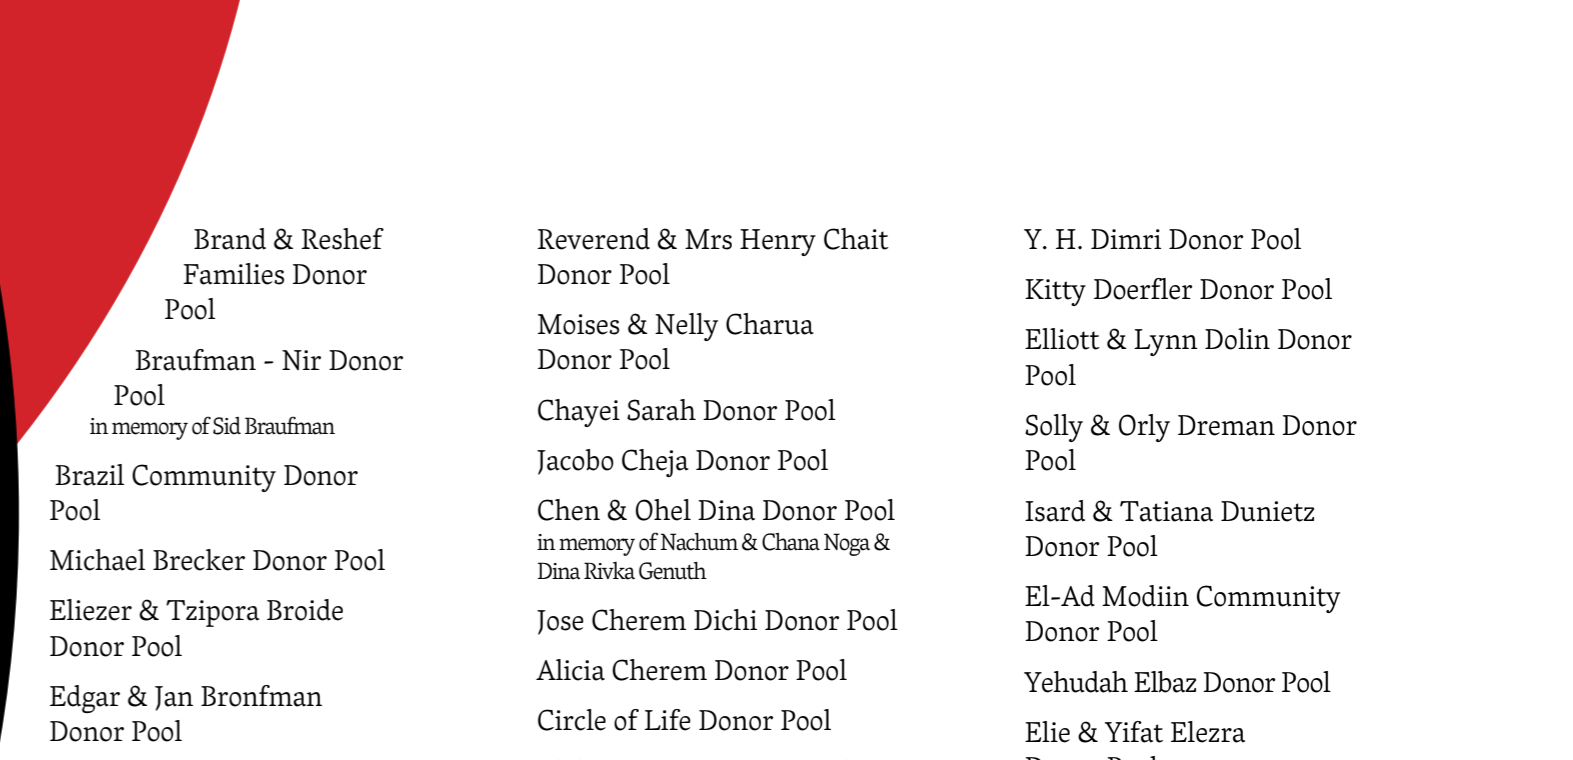 Brand & Reshef
Families Donor
Pool
Braufman - Nir Donor
Pool
in memory of Sid Braufman
Brazil Community Donor
Pool
Michael Brecker Donor Pool
Eliezer & Tzipora Broide
Donor Pool
Edgar & Jan Bronfman
Donor Pool
Reverend & Mrs Henry Chait
Donor Pool
Moises & Nelly Charua
Donor Pool
Chayei Sarah Donor Pool
Jacobo Cheja Donor Pool
Chen & Ohel Dina Donor Pool
in memory of Nachum & Chana Noga &
Dina Rivka Genuth
Jose Cherem Dichi Donor Pool
Alicia Cherem Donor Pool
Circle of Life Donor Pool
Y. H. Dimri Donor Pool
Kitty Doerfler Donor Pool
Elliott & Lynn Dolin Donor
Pool
Solly & Orly Dreman Donor
Pool
Isard & Tatiana Dunietz
Donor Pool
El-Ad Modiin Community
Donor Pool
Yehudah Elbaz Donor Pool
Elie & Yifat Elezra